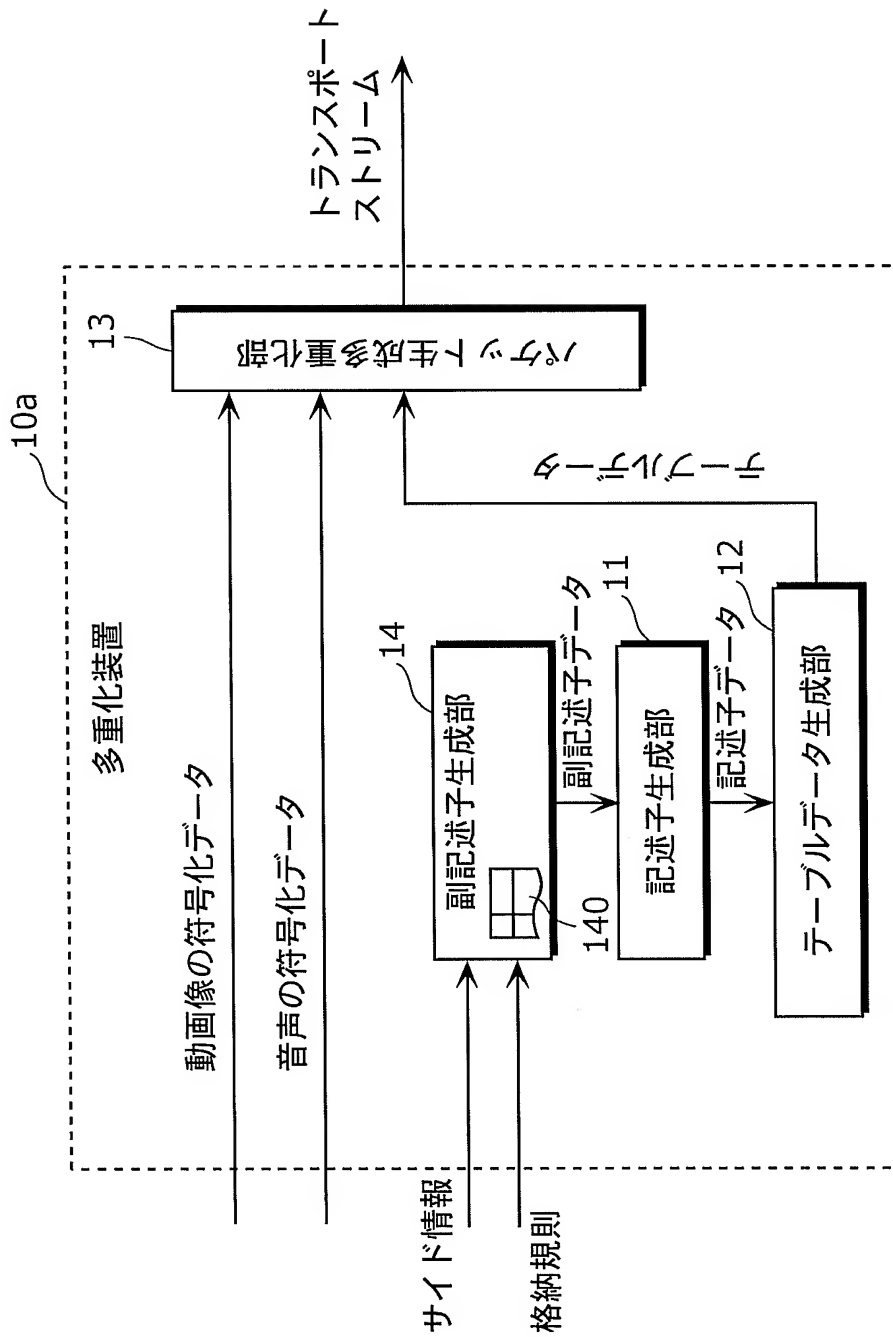 10a
多重化装置
動画像の符号化データ
音声の符号化データ
サイド情報
格納規則
14
副記述子生成部
140
副記述子データ
11
記述子生成部
記述子データ
12
テーブルデータ生成部
テーブルデータ
13
パケット生成多重化部
トランスポート
ストリーム